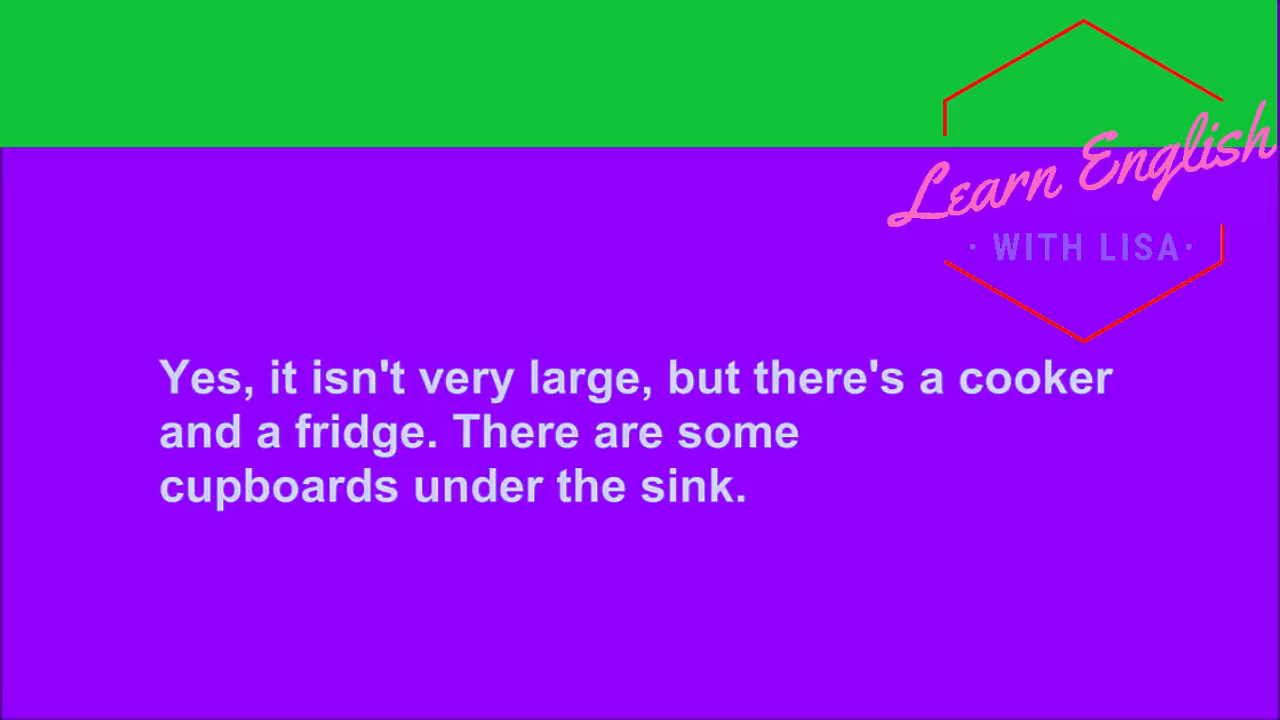 Learn English
· WITH LISA·
Yes, it isn't very large, but there's a cooker
and a fridge. There are some
cupboards under the sink.